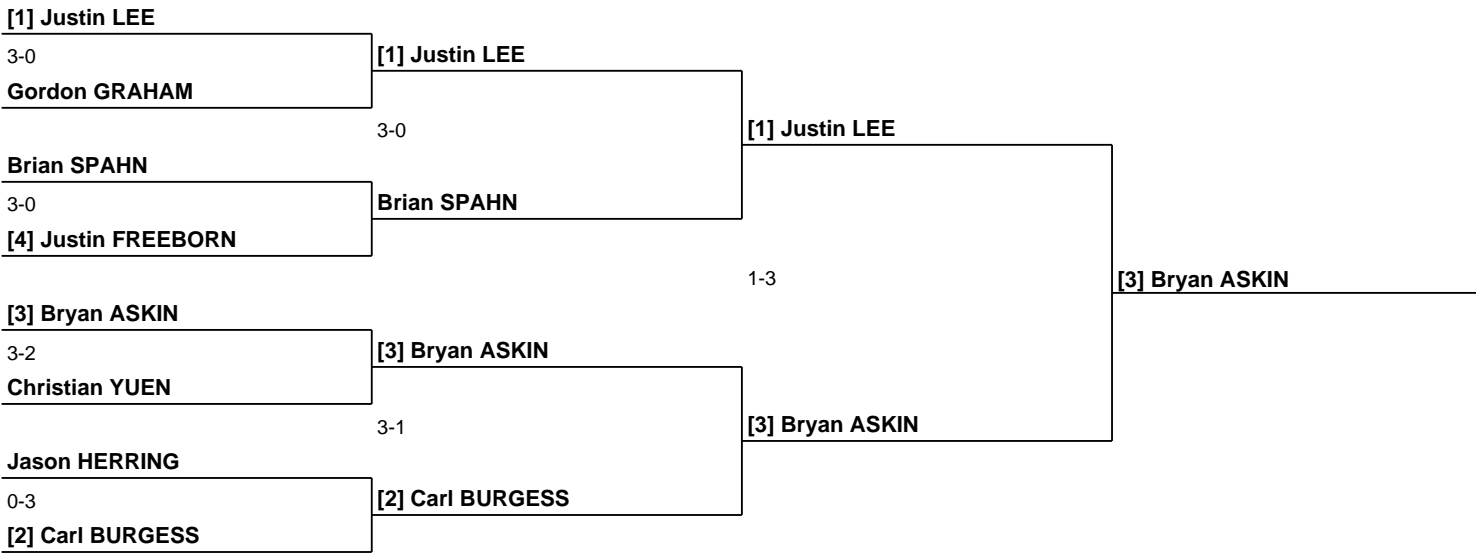 [1] Justin LEE
3-0
[1] Justin LEE
Gordon GRAHAM
3-0
[1] Justin LEE
Brian SPAHN
3-0
Brian SPAHN
[4] Justin FREEBORN
1-3
[3] Bryan ASKIN
[3] Bryan ASKIN
3-2
[3] Bryan ASKIN
Christian YUEN
3-1
[3] Bryan ASKIN
Jason HERRING
0-3
[2] Carl BURGESS
[2] Carl BURGESS